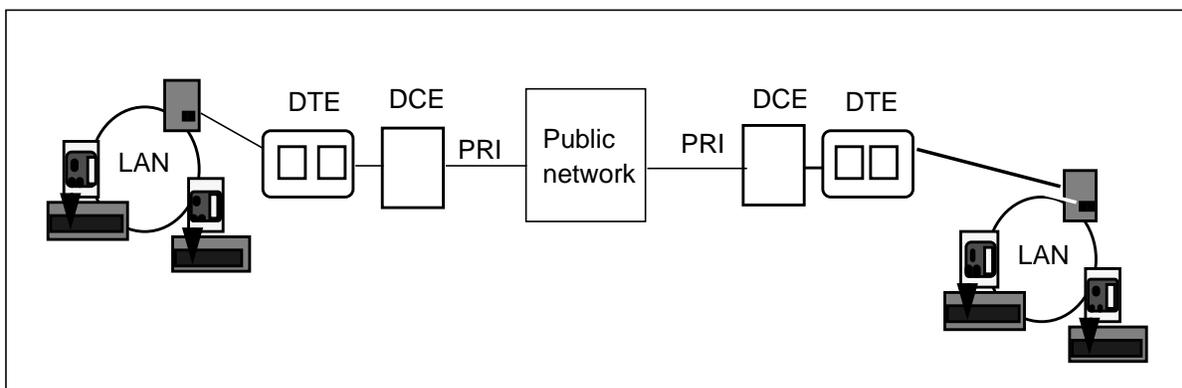 DTE
DCE
DCE
DTE
LAN
PRI
Public
network
PRI
LAN